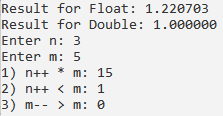 Result for Float: 1.220703
Result for Double: 1.000000
Enter n: 3
Enter m: 5
1) n++ * m: 15
2) n++ < m: 1
3) m-- > m: 0